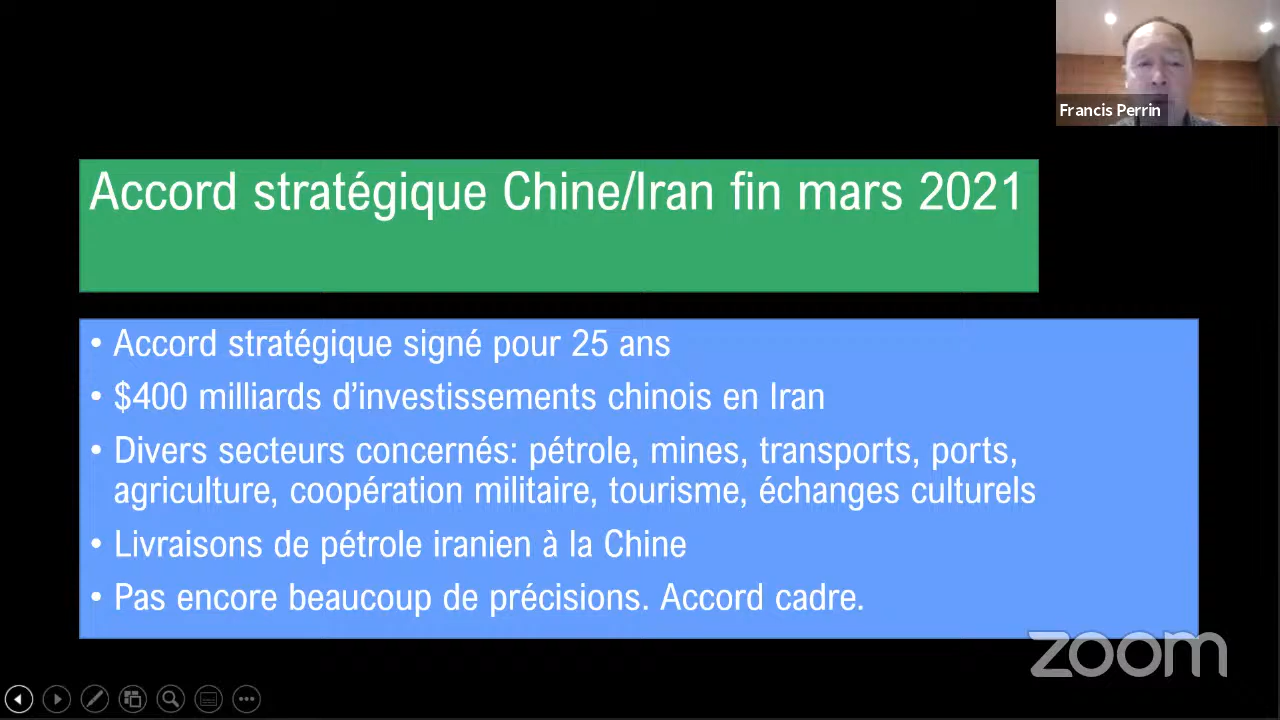 Francis Perrin
Accord stratégique Chine/Iran fin mars 2021
• Accord stratégique signé pour 25 ans
• $400 milliards d’investissements chinois en Iran
• Divers secteurs concernés: pétrole, mines, transports, ports,
agriculture, coopération militaire, tourisme, échanges culturels
• Livraisons de pétrole iranien à la Chine
• Pas encore beaucoup de précisions. Accord cadre.
zoom